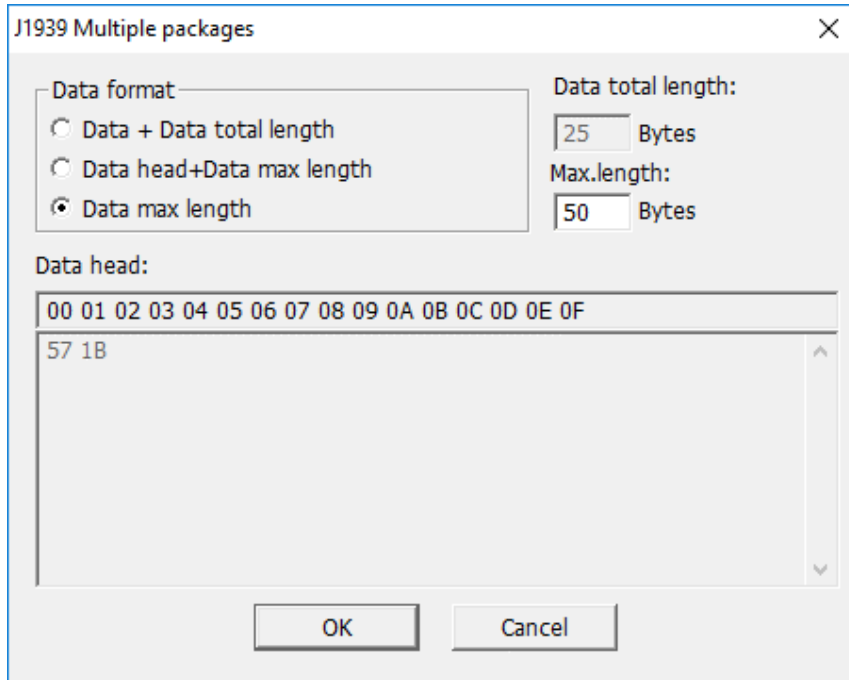 J1939 Multiple packages
Data format
Data + Data total length
Data head+Data max length
Data max length
Data total length:
25 Bytes
Max.length:
50 Bytes
Data head:
00 01 02 03 04 05 06 07 08 09 0A 0B 0C 0D 0E 0F
57 1B
OK Cancel